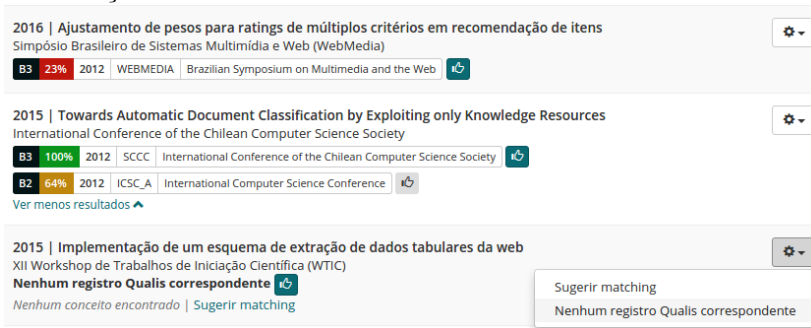 2016 | Ajustamento de pesos para ratings de múltiplos critérios em recomendação de itens
Simpósio Brasileiro de Sistemas Multimídia e Web (WebMedia)
B3 23% 2012 WEBMEDIA Brazilian Symposium on Multimedia and the Web
2015 | Towards Automatic Document Classification by Exploiting only Knowledge Resources
International Conference of the Chilean Computer Science Society
B3 100% 2012 SCCC International Conference of the Chilean Computer Science Society
B2 64% 2012 ICSC_A International Computer Science Conference
Ver menos resultados
2015 | Implementação de um esquema de extração de dados tabulares da web
XII Workshop de Trabalhos de Iniciação Científica (WTIC)
Nenhum registro Qualis correspondente
Nenhum conceito encontrado | Sugerir matching
Sugerir matching
Nenhum registro Qualis correspondente